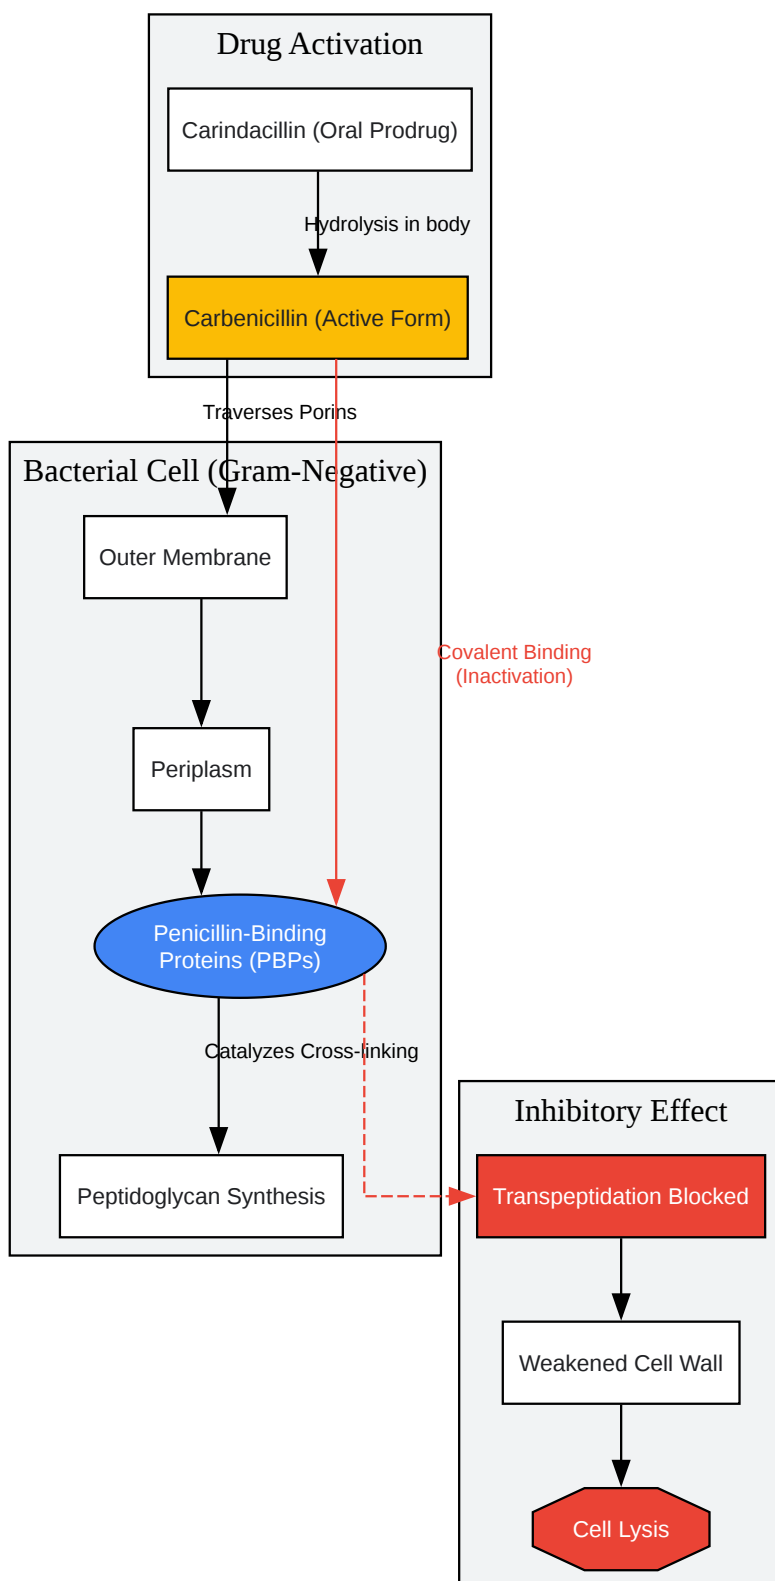 Drug Activation
Carindacillin (Oral Prodrug)
Hydrolysis in body
Carbenicillin (Active Form)
Traverses Porins
Bacterial Cell (Gram-Negative)
Outer Membrane
Covalent Binding
(Inactivation)
Periplasm
Penicillin-Binding
Proteins (PBPs)
Catalyzes Cross-linking
Peptidoglycan Synthesis
Inhibitory Effect
Transpeptidation Blocked
Weakened Cell Wall
Cell Lysis